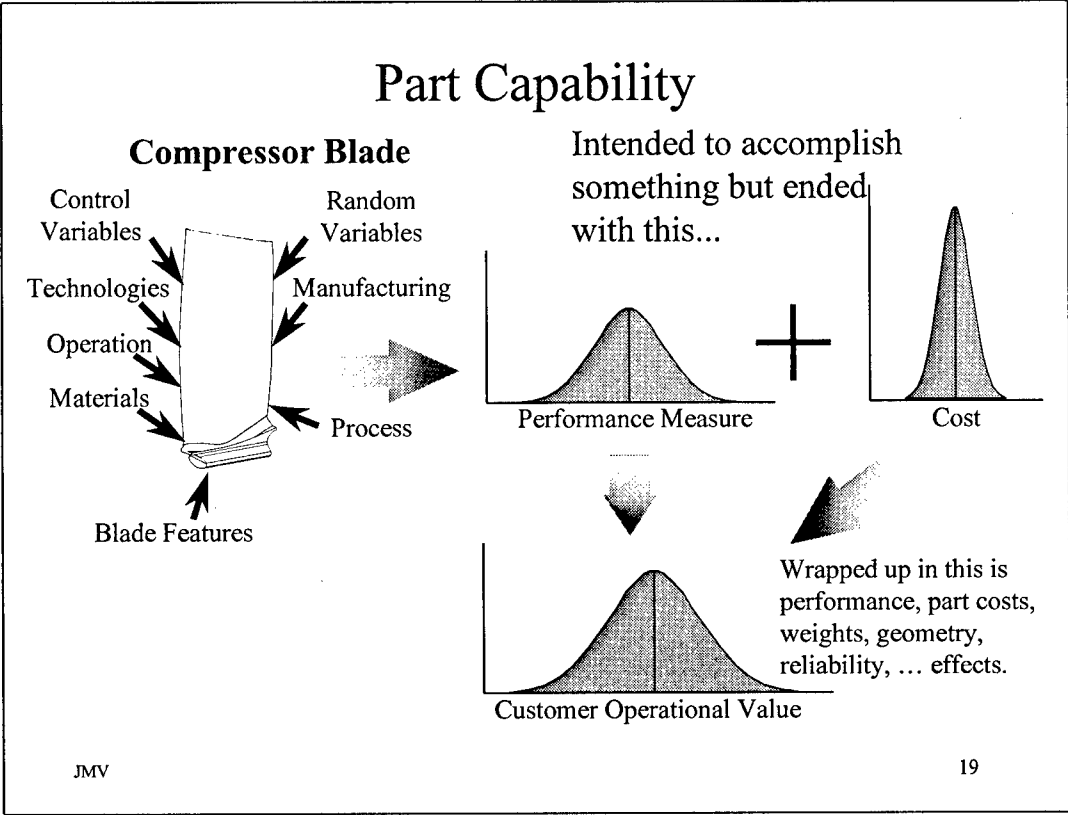 Part Capability
Compressor Blade
Control
Variables
Random
Variables
Technologies
Manufacturing
Operation
Materials
Process
Blade Features
Intended to accomplish
something but ended
with this...
Performance Measure
Cost
Customer Operational Value
Wrapped up in this is
performance, part costs,
weights, geometry,
reliability, … effects.
JMV
19